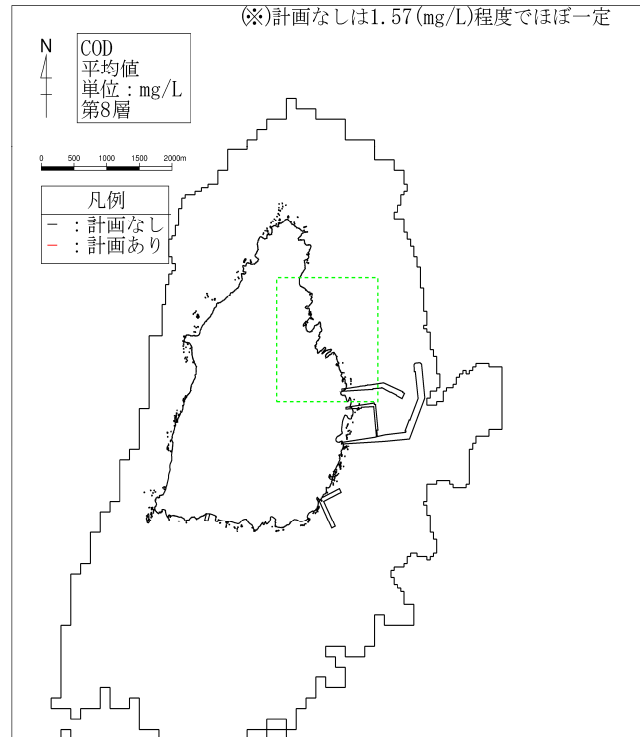 (※)計画なしは1.57(mg/L)程度でほぼ一定
N
COD
平均値
単位：mg/L
第8層
0 500 1000 1500 2000m
凡例
－ ：計画なし
－ ：計画あり